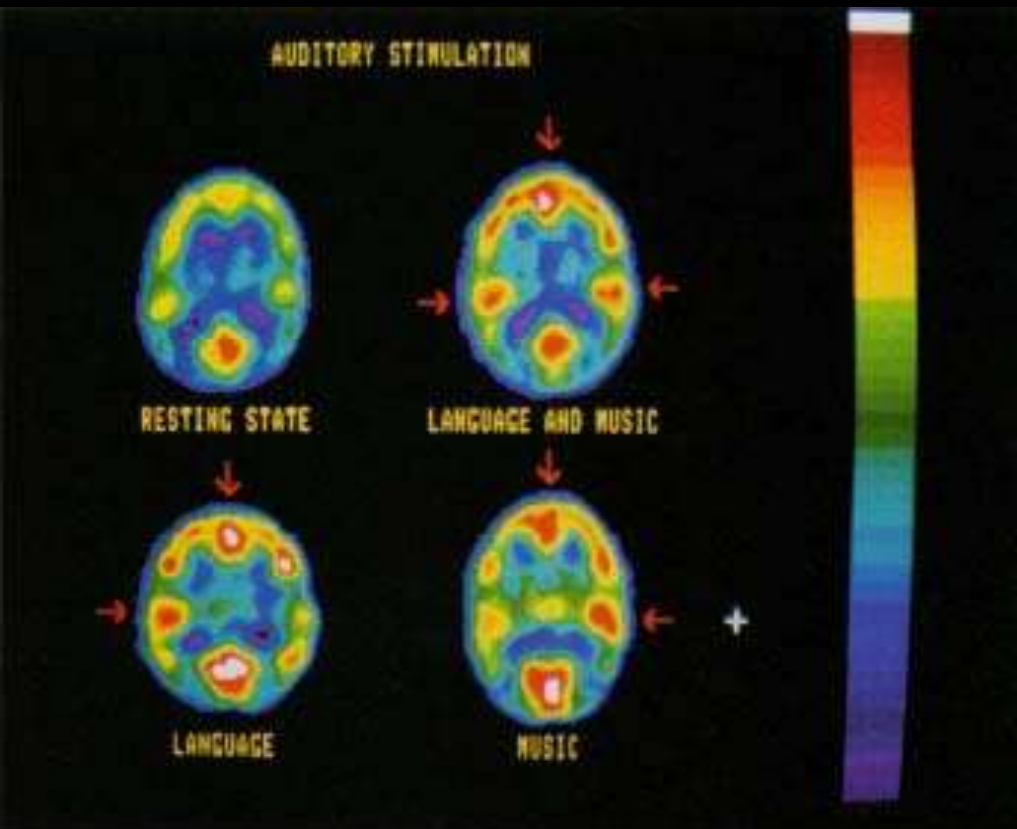 AUDITORY STIMULATION
RESTING STATE
LANGUAGE AND MUSIC
LANGUAGE
MUSIC